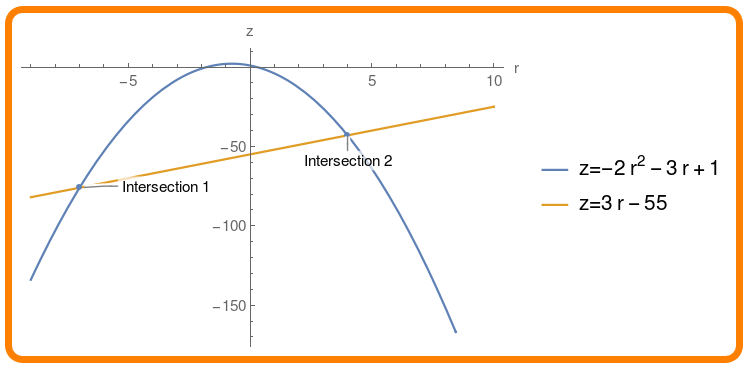 z
r
−5
5
10
−50
−100
−150
Intersection 1
Intersection 2
z=−2 r² − 3 r + 1
z=3 r − 55